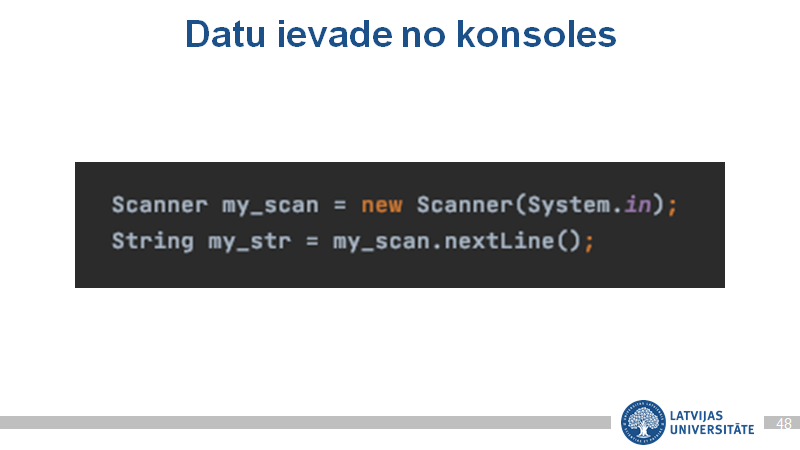 Datu ievade no konsoles
Scanner my_scan = new Scanner(System.in);
String my_str = my_scan.nextLine();
LATVIJAS
UNIVERSITĀTE
48